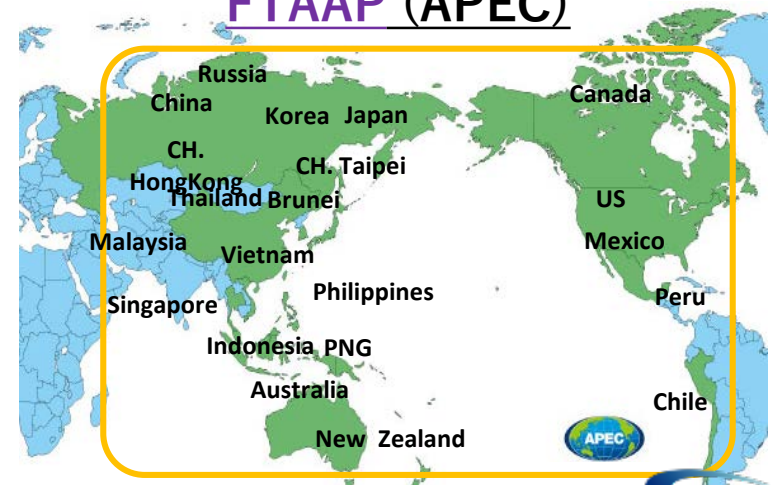 FTAAP (APEC)
Russia
China
Korea Japan
Canada
CH.
HongKong
CH. Taipei
Thailand Brunei
US
Malaysia
Vietnam
Mexico
Singapore
Philippines
Peru
Indonesia PNG
Australia
Chile
New Zealand
APEC